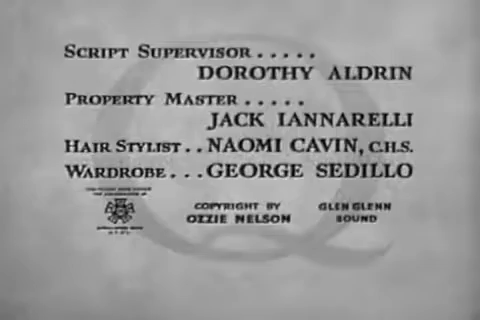 SCRIPT SUPERVISOR . . . . .
DOROTHY ALDRIN
PROPERTY MASTER . . . . .
JACK IANNARELLI
HAIR STYLIST . . NAOMI CAVIN, C.H.S.
WARDROBE . . . GEORGE SEDILLO
COPYRIGHT BY
OZZIE NELSON
GLEN GLENN
SOUND
Q